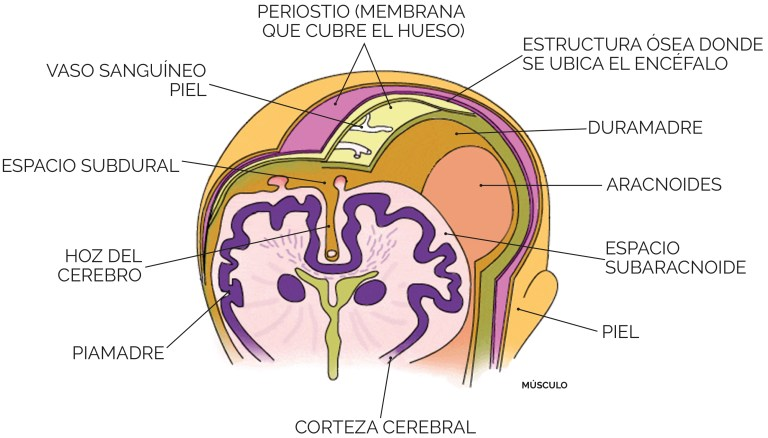 PERIOSTIO (MEMBRANA
QUE CUBRE EL HUESO)
ESTRUCTURA ÓSEA DONDE
SE UBICA EL ENCÉFALO
VASO SANGUÍNEO
PIEL
DURAMADRE
ESPACIO SUBDURAL
ARACNOIDES
HOZ DEL
CEREBRO
ESPACIO
SUBARACNOIDE
PIEL
PIAMADRE
MÚSCULO
CORTEZA CEREBRAL